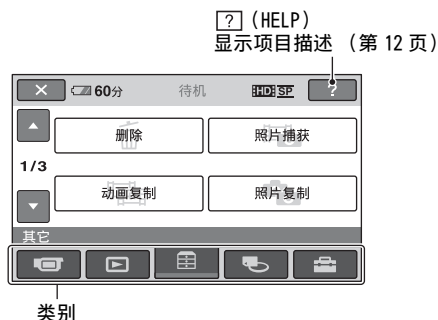 ? (HELP)
显示项目描述 (第 12 页)
× 60分 待机 HD SP ?
删除 照片捕获
1/3
动画复制 照片复制
其它
类别